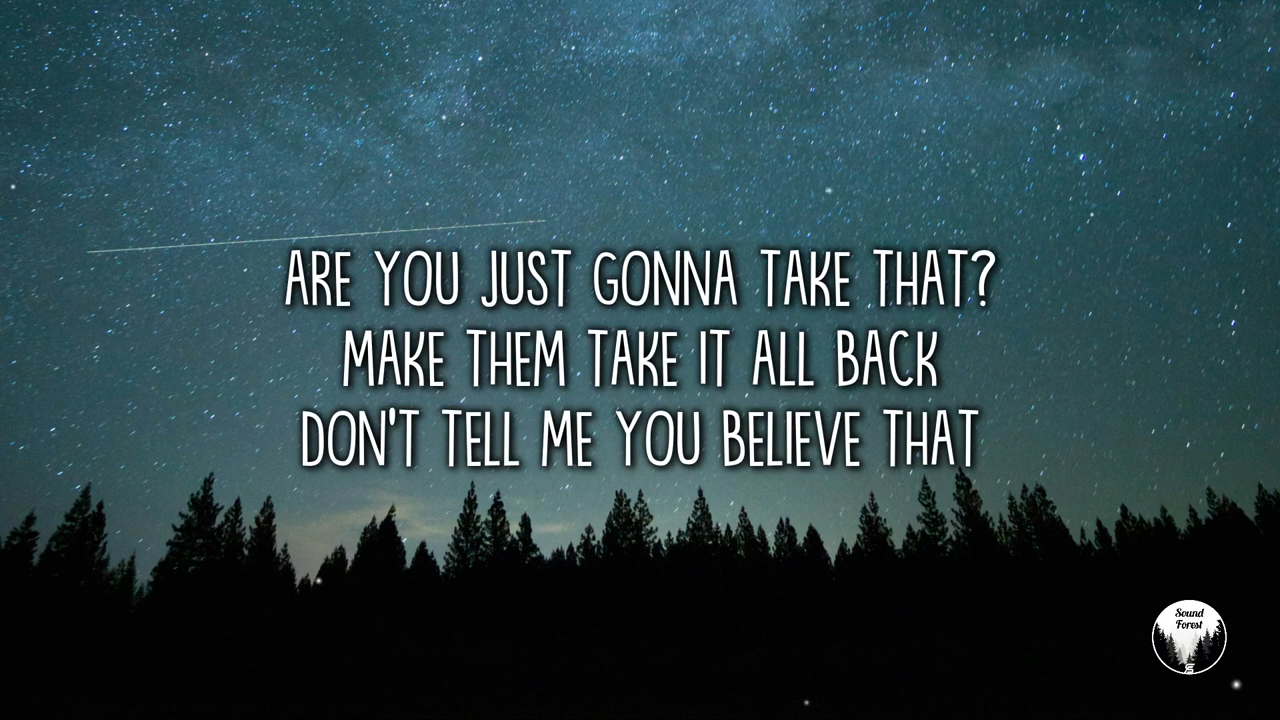 ARE YOU JUST GONNA TAKE THAT?
MAKE THEM TAKE IT ALL BACK
DON'T TELL ME YOU BELIEVE THAT
Sound
Forest